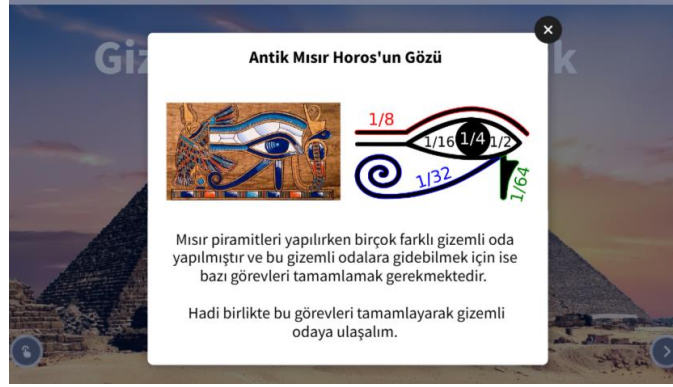 Giz k
Antik Mısır Horos'un Gözü
1/8
1/16 1/4 1/2
1/32
1/64
Mısır piramitleri yapılırken birçok farklı gizemli oda
yapılmıştır ve bu gizemli odalara gidebilmek için ise
bazı görevleri tamamlamak gerekmektedir.
Hadi birlikte bu görevleri tamamlayarak gizemli
odaya ulaşalım.